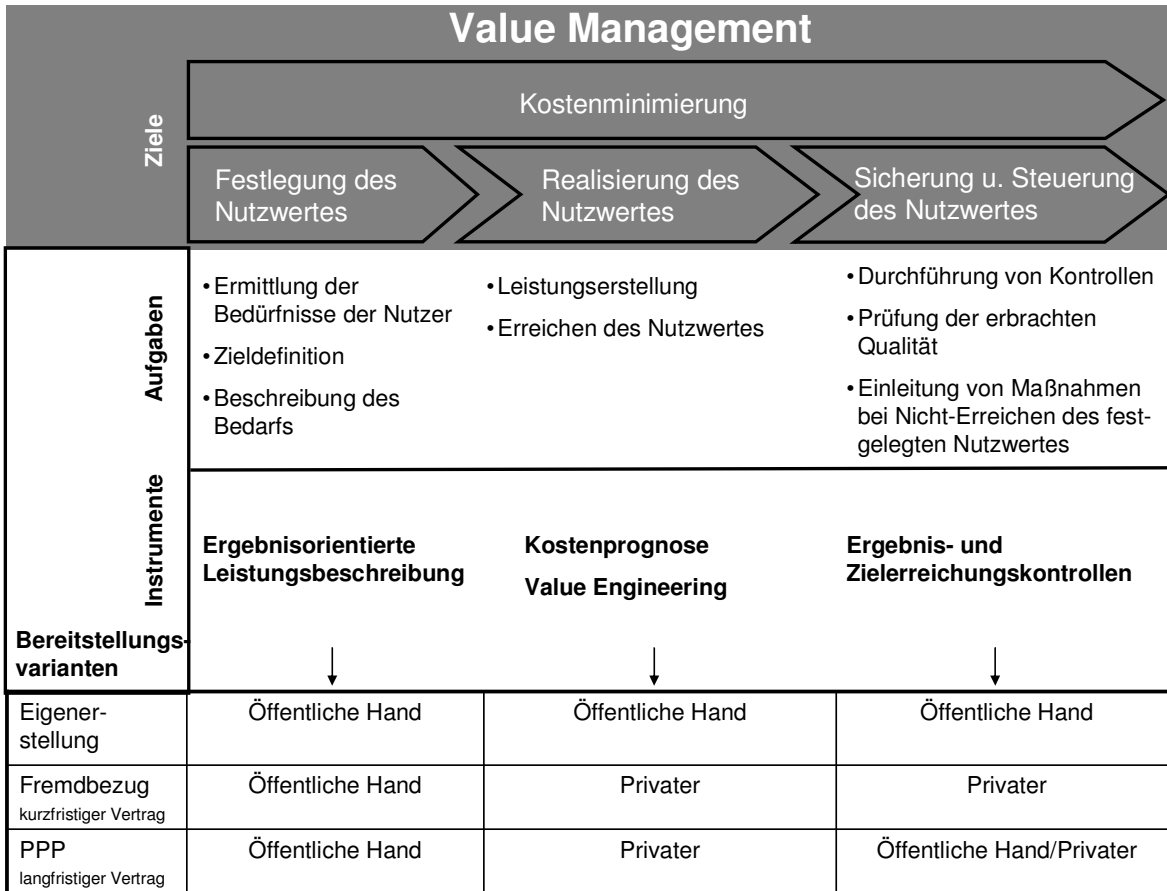 Value Management
Ziele
Kostenminimierung
Festlegung des
Nutzwertes
Realisierung des
Nutzwertes
Sicherung u. Steuerung
des Nutzwertes
Aufgaben
• Ermittlung der
Bedürfnisse der Nutzer
• Zieldefinition
• Beschreibung des
Bedarfs
• Leistungserstellung
• Erreichen des Nutzwertes
• Durchführung von Kontrollen
• Prüfung der erbrachten
Qualität
• Einleitung von Maßnahmen
bei Nicht-Erreichen des fest-
gelegten Nutzwertes
Instrumente
Ergebnisorientierte
Leistungsbeschreibung
Kostenprognose
Value Engineering
Ergebnis- und
Zielerreichungskontrollen
Bereitstellungs-
varianten
Eigener-
stellung
Öffentliche Hand
Öffentliche Hand
Öffentliche Hand
Fremdbezug
kurzfristiger Vertrag
Öffentliche Hand
Privater
Privater
PPP
langfristiger Vertrag
Öffentliche Hand
Privater
Öffentliche Hand/Privater